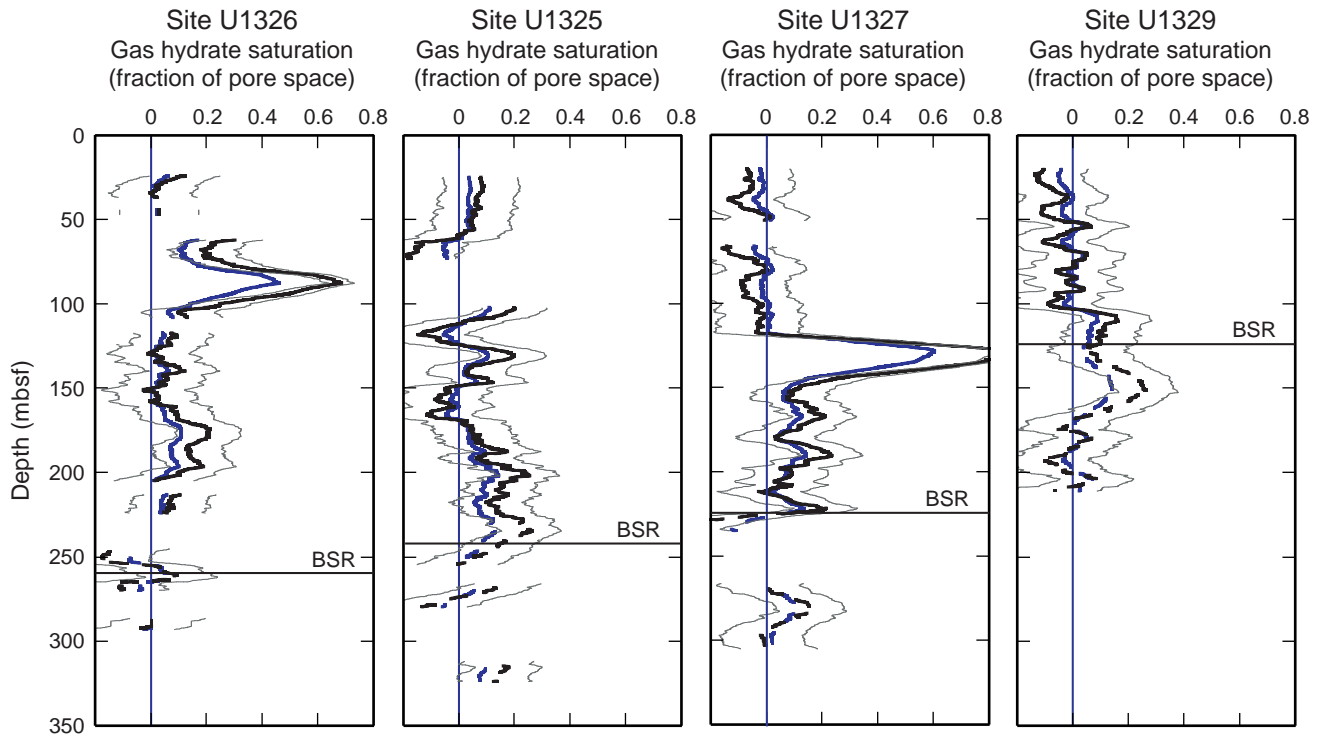 Site U1326
Gas hydrate saturation
(fraction of pore space)
0 0.2 0.4 0.6 0.8
Site U1325
Gas hydrate saturation
(fraction of pore space)
0 0.2 0.4 0.6 0.8
Site U1327
Gas hydrate saturation
(fraction of pore space)
0 0.2 0.4 0.6 0.8
Site U1329
Gas hydrate saturation
(fraction of pore space)
0 0.2 0.4 0.6 0.8
Depth (mbsf)
0
50
100
150
200
250
300
350
BSR
BSR
BSR
BSR